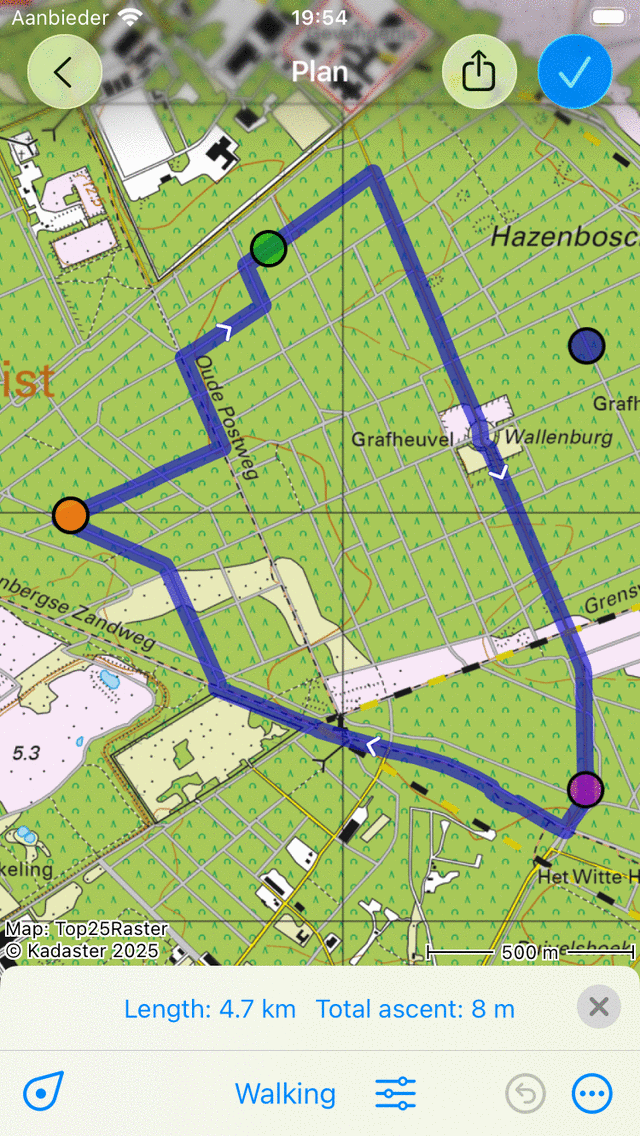 Aanbieder
19:54
Plan
Hazenbosc
ist
Oude Postweg
Grafh
Grafheuvel
Wallenburg
nbergse Zandweg
Grensw
5.3
keling
Het Witte H
Map: Top25Raster
© Kadaster 2025
500 m
Length: 4.7 km Total ascent: 8 m
Walking